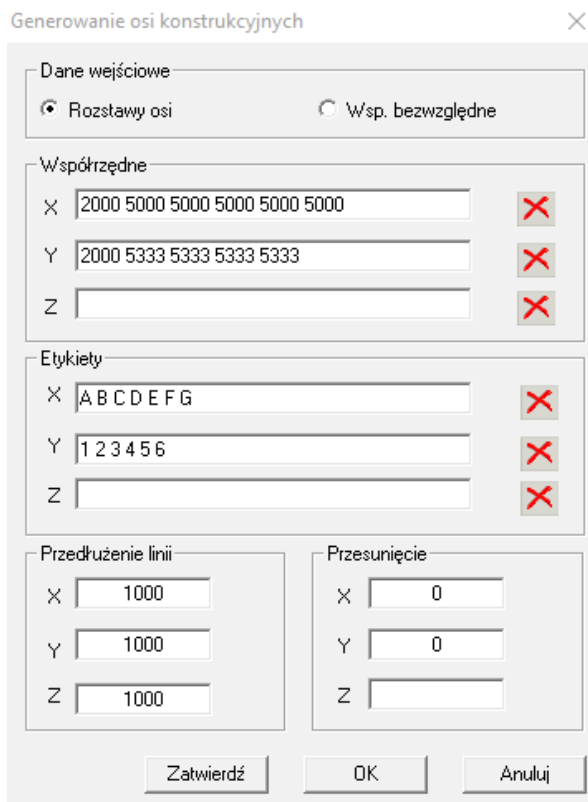 Generowanie osi konstrukcyjnych
Dane wejściowe
Rozstawy osi Wsp. bezwzględne
Współrzędne
X 2000 5000 5000 5000 5000 5000
Y 2000 5333 5333 5333 5333
Z
Etykiety
X A B C D E F G
Y 1 2 3 4 5 6
Z
Przedłużenie linii
X 1000
Y 1000
Z 1000
Przesunięcie
X 0
Y 0
Z
Zatwierdź OK Anuluj